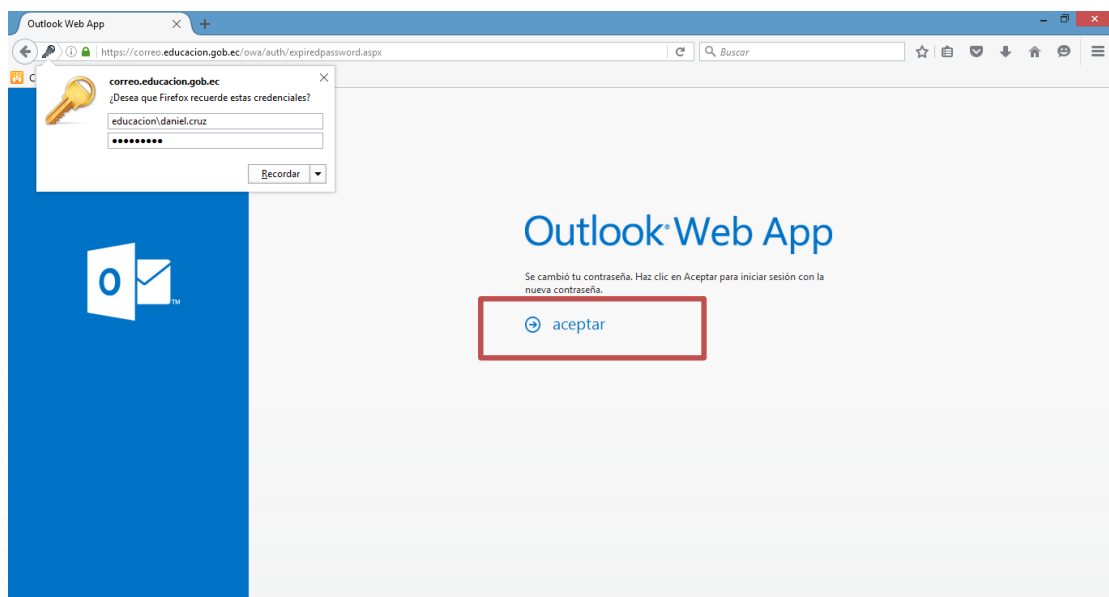 Outlook Web App
https://correo.educacion.gob.ec/owa/auth/expiredpassword.aspx
Buscar
C
correo.educacion.gob.ec
¿Desea que Firefox recuerde estas credenciales?
educacion\daniel.cruz
•••••••••
Recordar
Outlook® Web App
Se cambió tu contraseña. Haz clic en Aceptar para iniciar sesión con la
nueva contraseña.
aceptar
O
TM